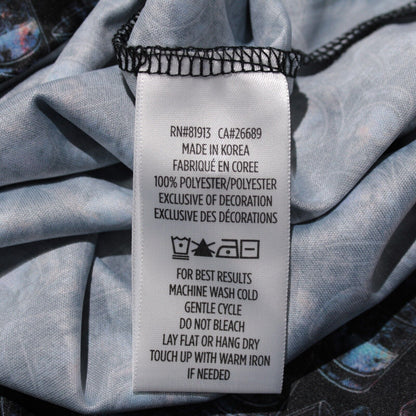 RN#81913 CA#26689
MADE IN KOREA
FABRIQUÉ EN COREE
100% POLYESTER/POLYESTER
EXCLUSIVE OF DECORATION
EXCLUSIVE DES DÉCORATIONS
FOR BEST RESULTS
MACHINE WASH COLD
GENTLE CYCLE
DO NOT BLEACH
LAY FLAT OR HANG DRY
TOUCH UP WITH WARM IRON
IF NEEDED